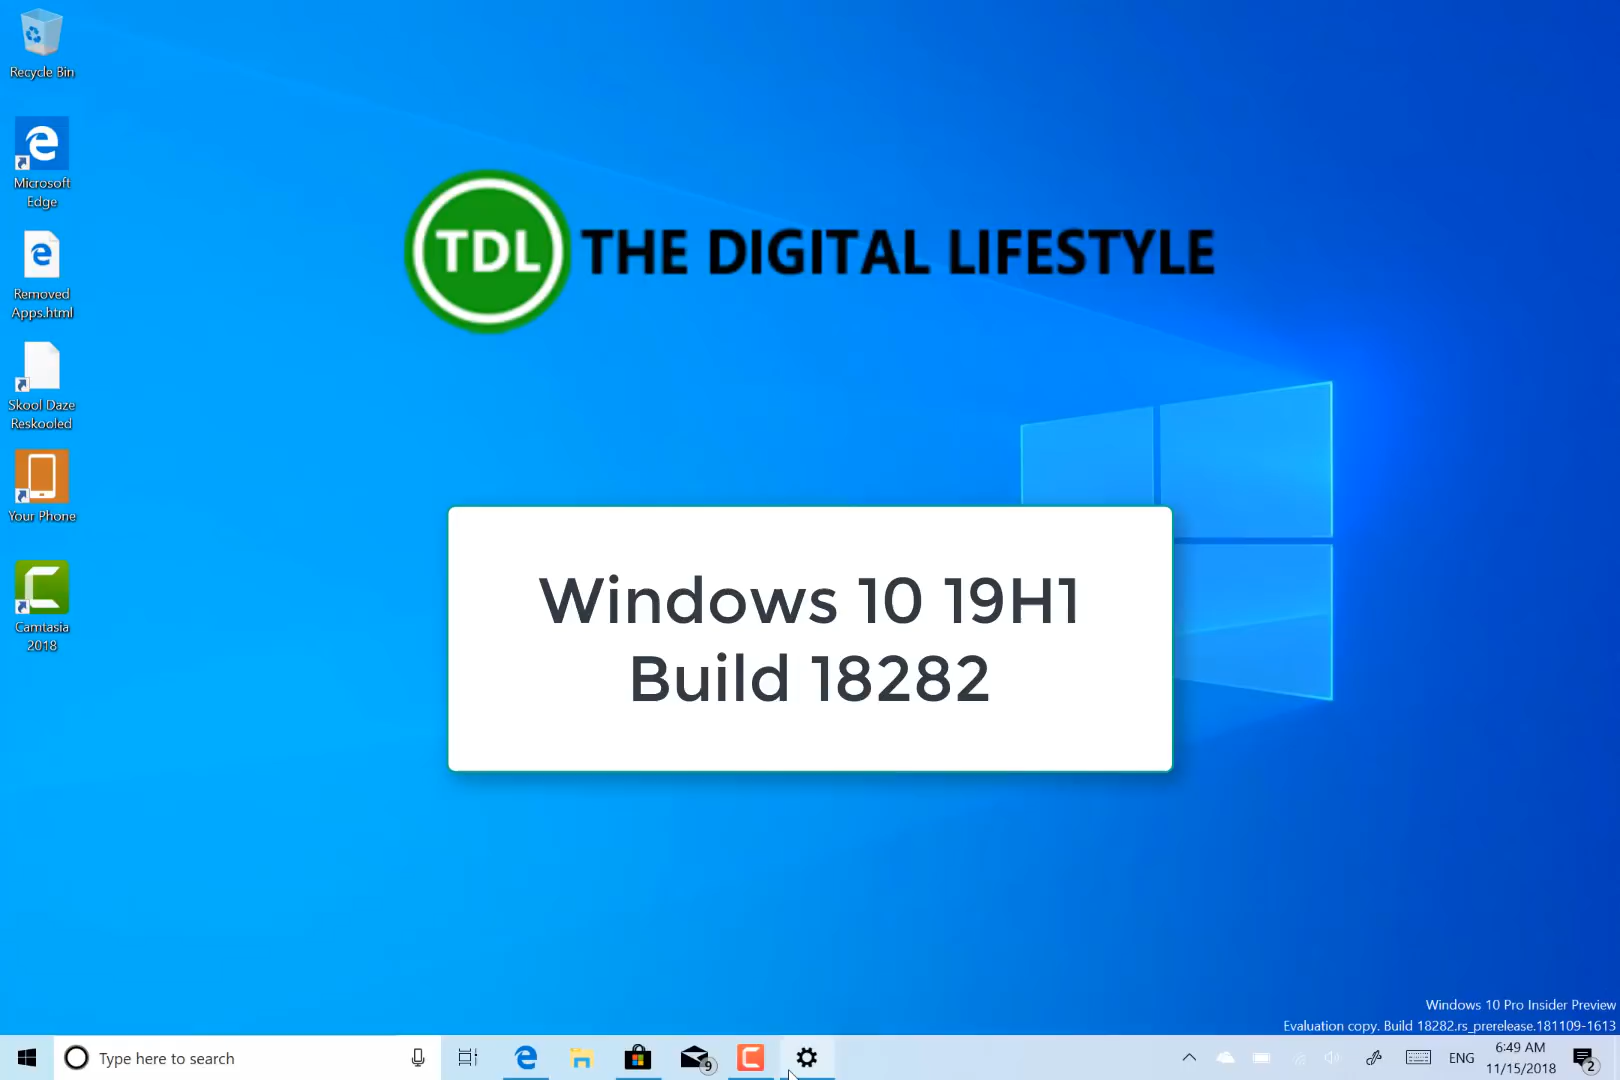 Recycle Bin
Microsoft
Edge
Removed
Apps.html
Skool Daze
Reskooled
Your Phone
Camtasia
2018
TDL THE DIGITAL LIFESTYLE
Windows 10 19H1
Build 18282
Windows 10 Pro Insider Preview
Evaluation copy. Build 18282.rs_prerelease.181109-1613
Type here to search
9
ENG
6:49 AM
11/15/2018
2